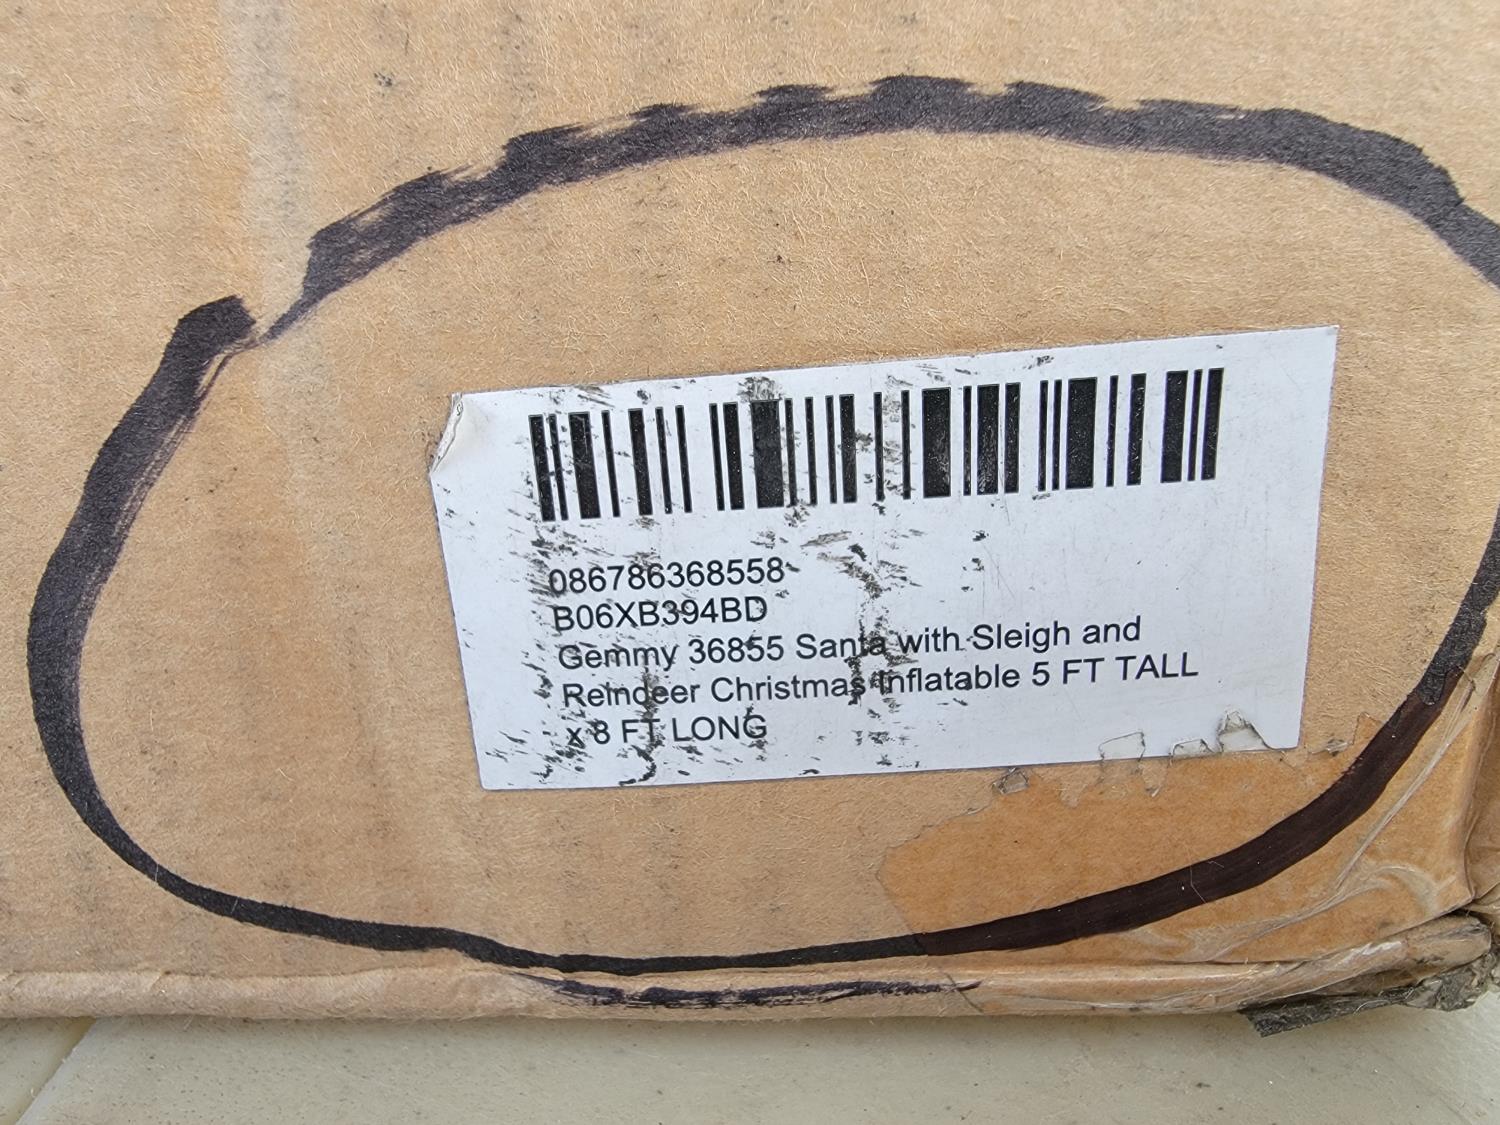 086786368558
B06XB394BD
Gemmy 36855 Santa with Sleigh and
Reindeer Christmas Inflatable 5 FT TALL
x 8 FT LONG